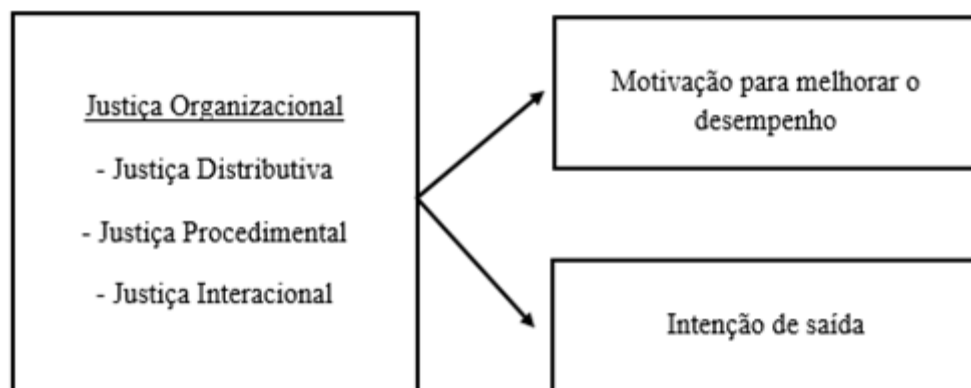 Justiça Organizacional
- Justiça Distributiva
- Justiça Procedimental
- Justiça Interacional
Motivação para melhorar o
desempenho
Intenção de saída